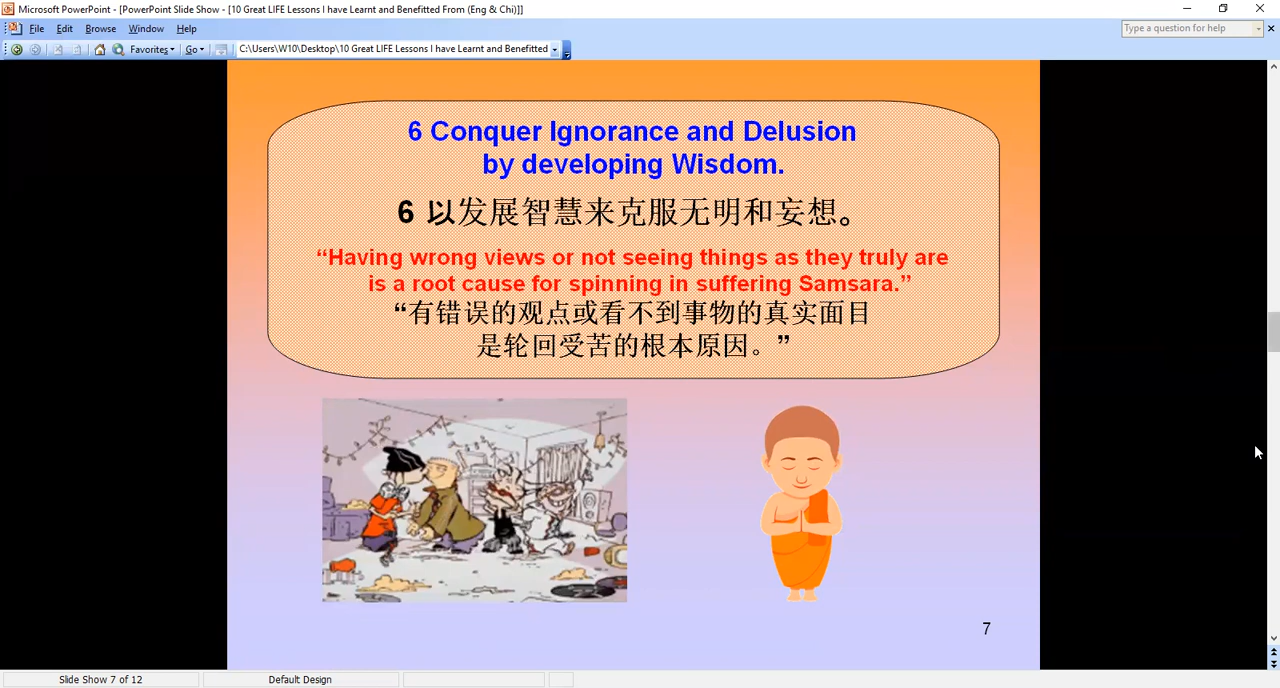 Microsoft PowerPoint - [PowerPoint Slide Show - [10 Great LIFE Lessons I have Learnt and Benefitted From (Eng & Chi)]]
File Edit Browse Window Help
Type a question for help
Favorites Go C:\Users\W10\Desktop\10 Great LIFE Lessons I have Learnt and Benefitted
6 Conquer Ignorance and Delusion
by developing Wisdom.
6 以发展智慧来克服无明和妄想。
“Having wrong views or not seeing things as they truly are
is a root cause for spinning in suffering Samsara.”
“有错误的观点或看不到事物的真实面目
是轮回受苦的根本原因。”
7
Slide Show 7 of 12 Default Design